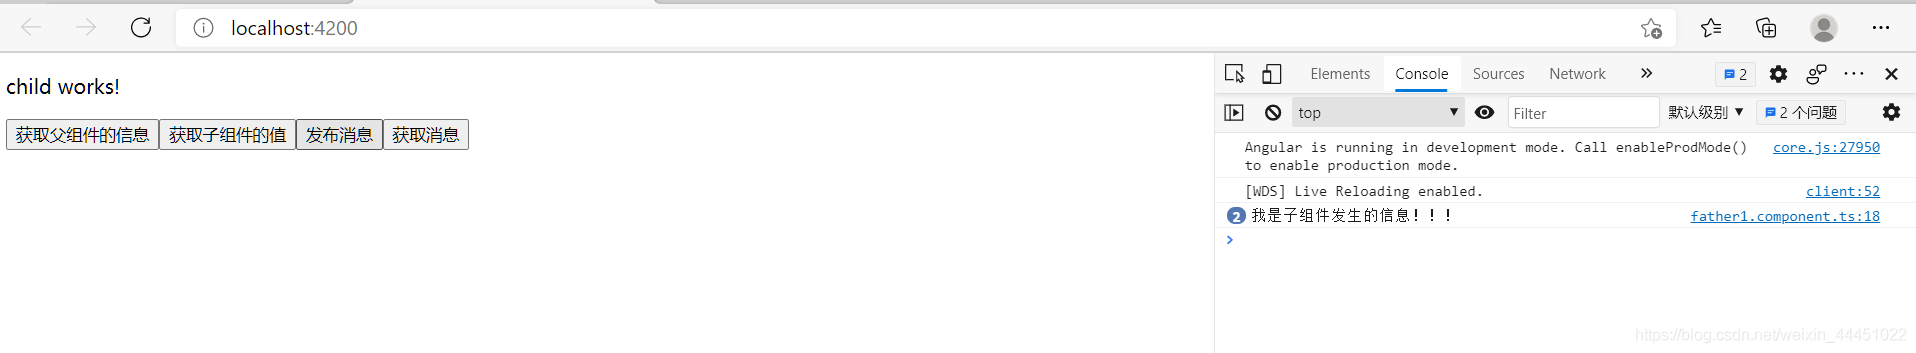 localhost:4200
child works!
获取父组件的信息 获取子组件的值 发布消息 获取消息
Elements Console Sources Network » 2
top Filter 默认级别 2 个问题
Angular is running in development mode. Call enableProdMode() core.js:27950
to enable production mode.
[WDS] Live Reloading enabled. client:52
2 我是子组件发生的信息！！！ father1.component.ts:18
https://blog.csdn.net/weixin_44451022